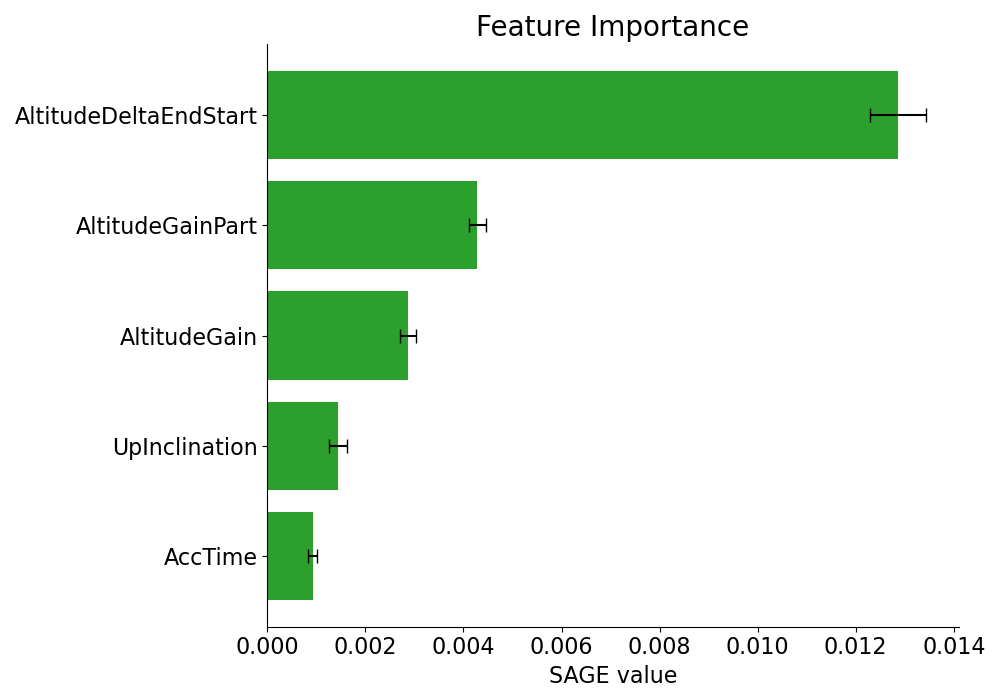 Feature Importance
AltitudeDeltaEndStart
AltitudeGainPart
AltitudeGain
UpInclination
AccTime
0.000 0.002 0.004 0.006 0.008 0.010 0.012 0.014
SAGE value